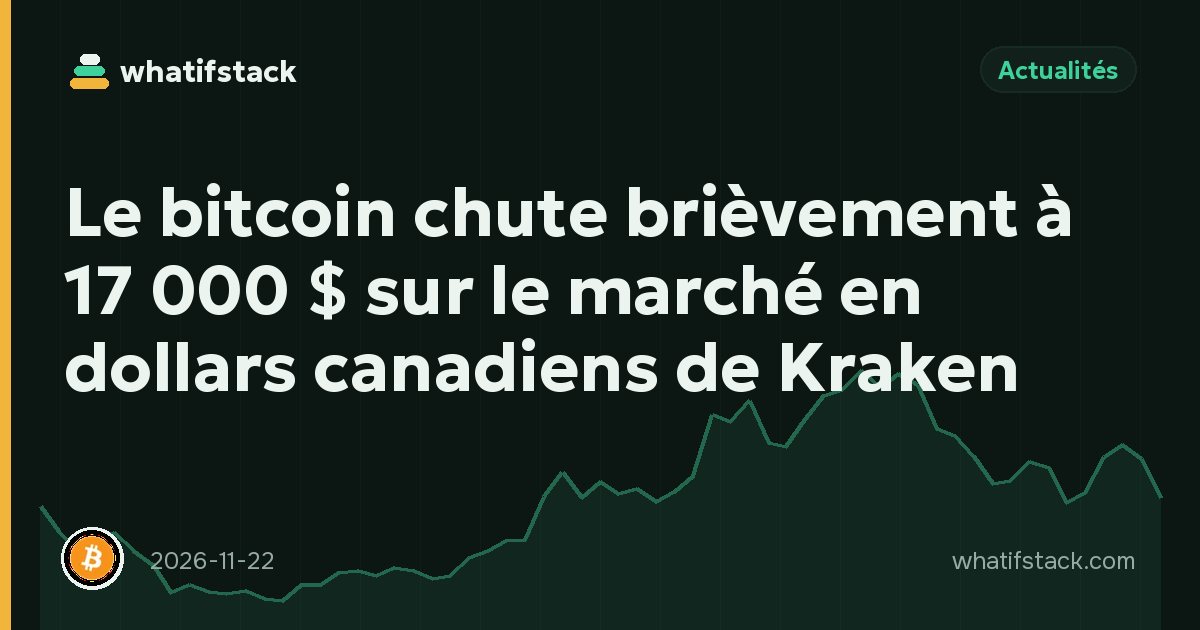 whatifstack
Actualités
Le bitcoin chute brièvement à
17 000 $ sur le marché en
dollars canadiens de Kraken
2026-11-22
whatifstack.com